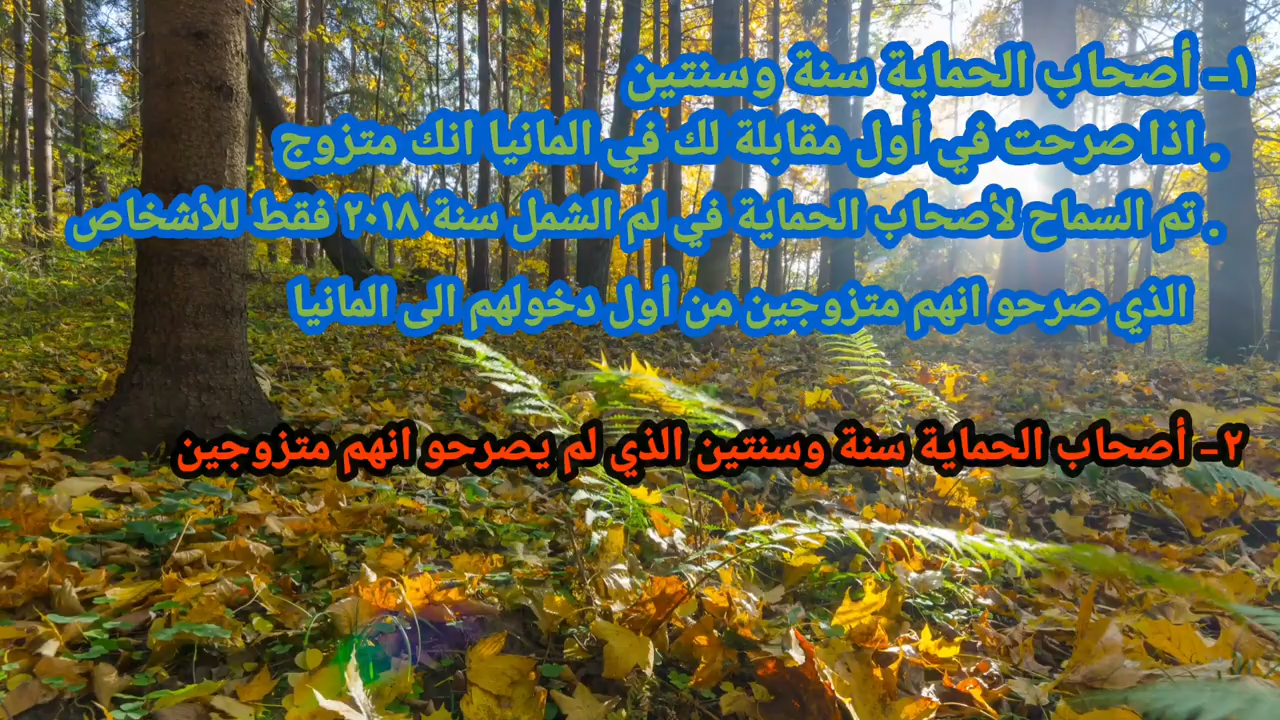 ١- أصحاب الحماية سنة وسنتين
. اذا صرحت في أول مقابلة لك في المانيا انك متزوج
. تم السماح لأصحاب الحماية في لم الشمل سنة ٢٠١٨ فقط للأشخاص
الذي صرحو انهم متزوجين من أول دخولهم الى المانيا
٢- أصحاب الحماية سنة وسنتين الذي لم يصرحو انهم متزوجين